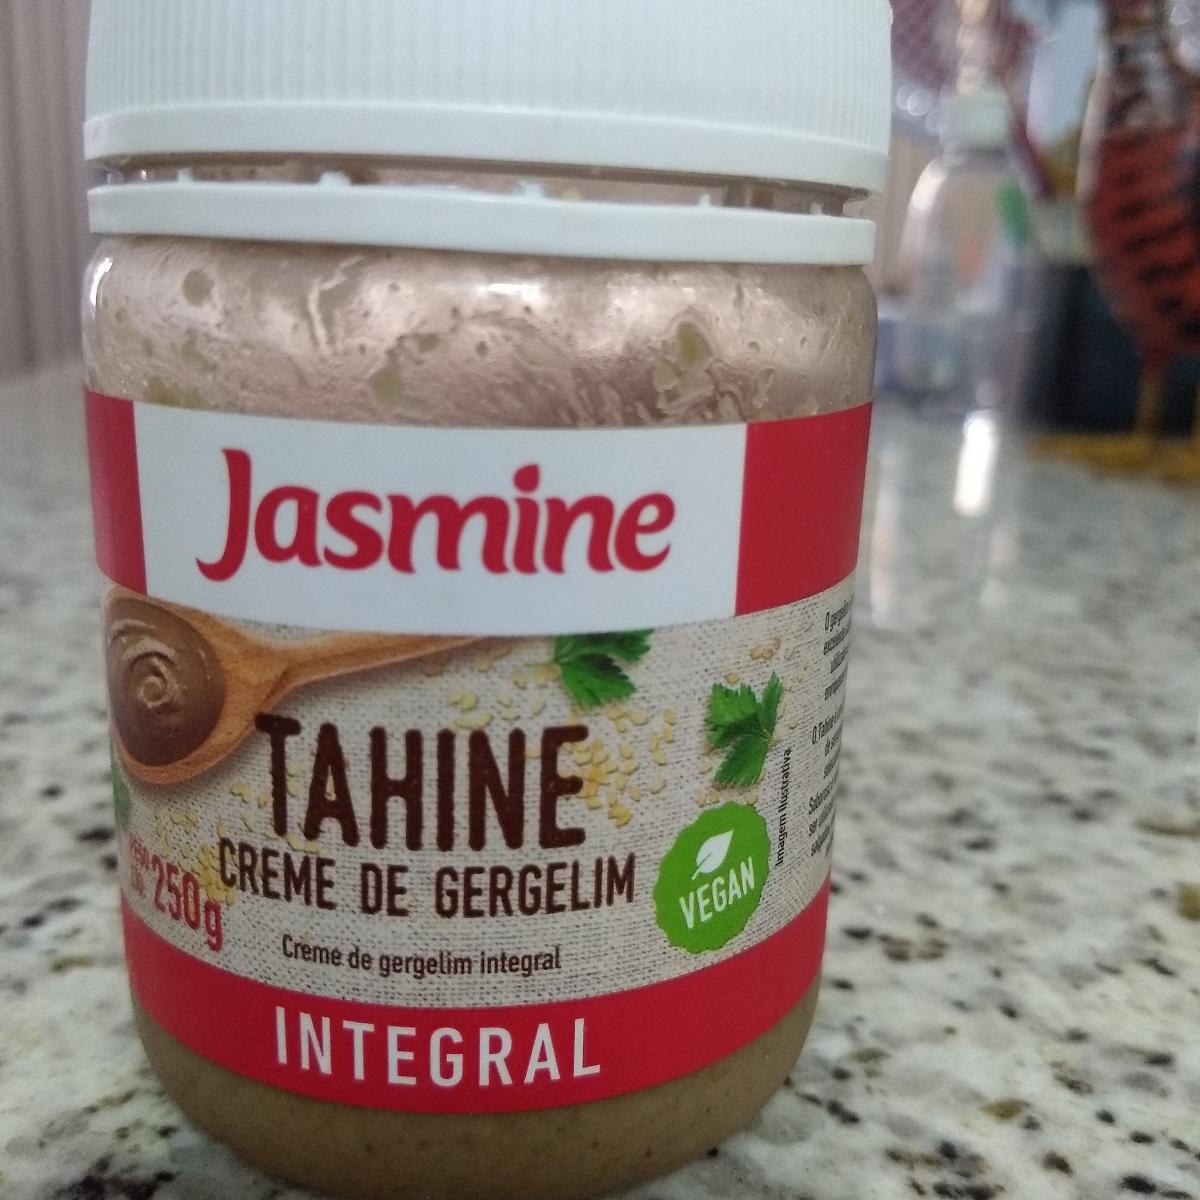 Jasmine
TAHINE
CREME DE GERGELIM
250g
VEGAN
Creme de gergelim integral
INTEGRAL
Imagem ilustrativa